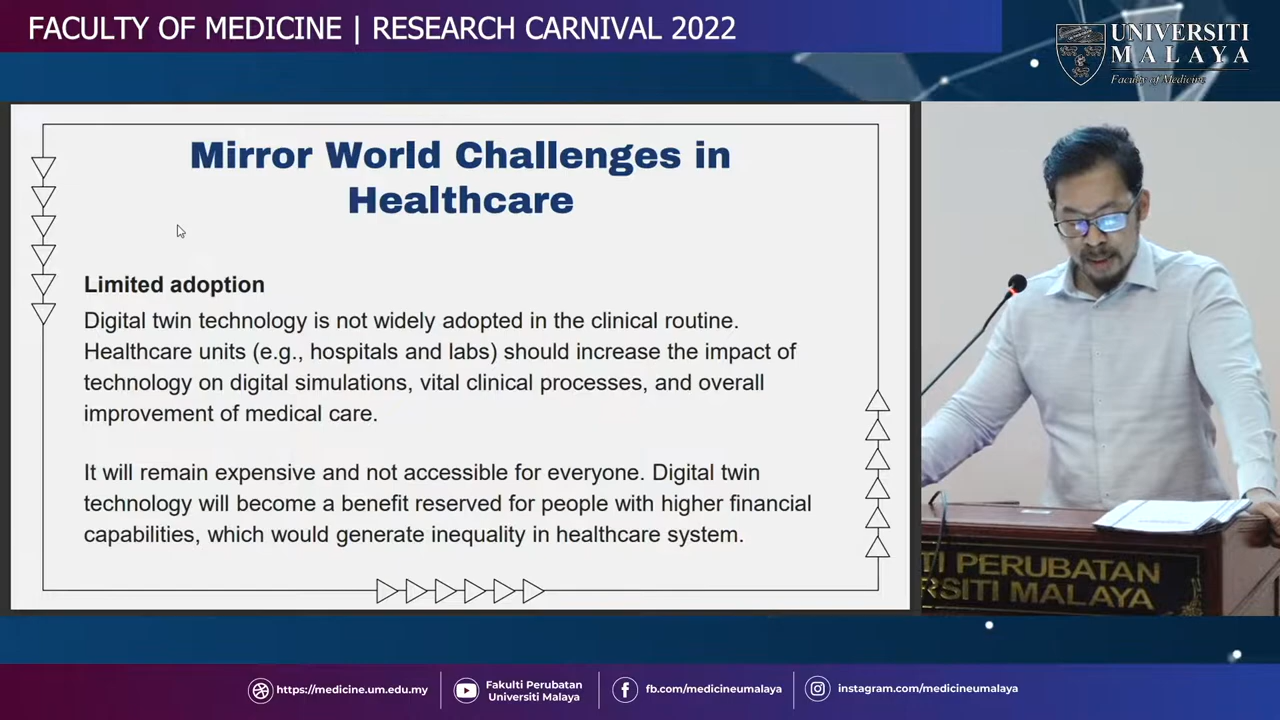 FACULTY OF MEDICINE | RESEARCH CARNIVAL 2022
UNIVERSITI
MALAYA
Faculty of Medicine
Mirror World Challenges in
Healthcare
Limited adoption
Digital twin technology is not widely adopted in the clinical routine.
Healthcare units (e.g., hospitals and labs) should increase the impact of
technology on digital simulations, vital clinical processes, and overall
improvement of medical care.
It will remain expensive and not accessible for everyone. Digital twin
technology will become a benefit reserved for people with higher financial
capabilities, which would generate inequality in healthcare system.
TI PERUBATAN
RSITI MALAYA
https://medicine.um.edu.my
Fakulti Perubatan
Universiti Malaya
fb.com/medicineumalaya
instagram.com/medicineumalaya